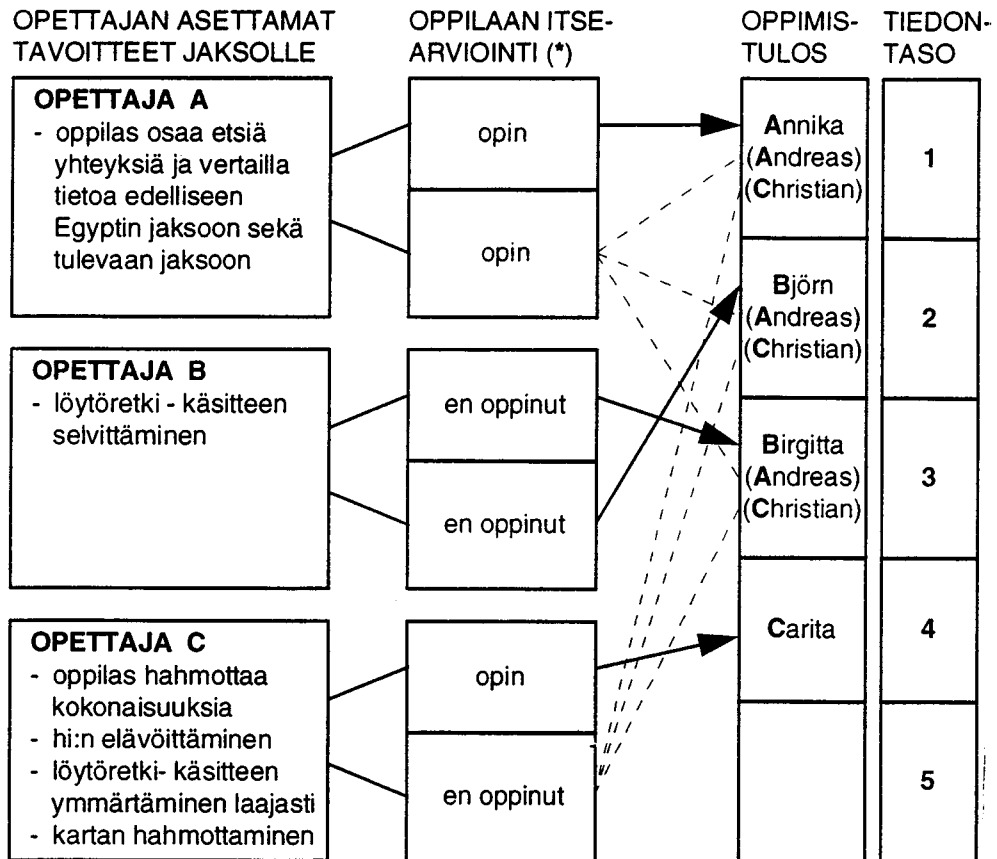 OPETTAJAN ASETTAMAT
TAVOITTEET JAKSOLLE
OPPILAAN ITSE-
ARVIOINTI (*)
OPPIMIS-
TULOS
TIEDON-
TASO
OPETTAJA A
- oppilas osaa etsiä
yhteyksiä ja vertailla
tietoa edelliseen
Egyptin jaksoon sekä
tulevaan jaksoon
opin
opin
Annika
(Andreas)
(Christian)
1
Björn
(Andreas)
(Christian)
2
OPETTAJA B
- löytöretki - käsitteen
selvittäminen
en oppinut
en oppinut
Birgitta
(Andreas)
(Christian)
3
OPETTAJA C
- oppilas hahmottaa
kokonaisuuksia
- hi:n elävöittäminen
- löytöretki- käsitteen
ymmärtäminen laajasti
- kartan hahmottaminen
opin
en oppinut
Carita
4
5